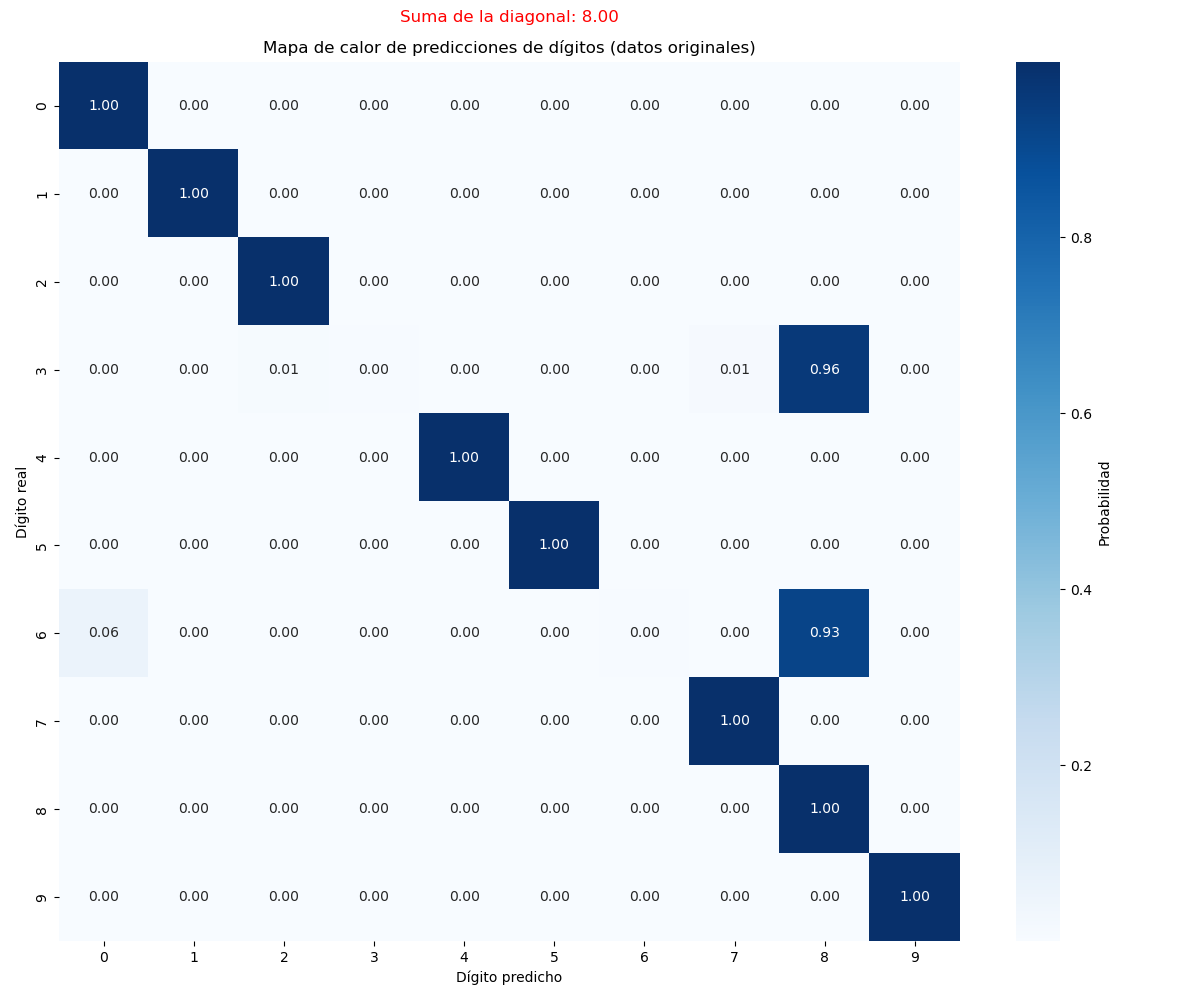 Suma de la diagonal: 8.00
Mapa de calor de predicciones de dígitos (datos originales)
0 1.00 0.00 0.00 0.00 0.00 0.00 0.00 0.00 0.00 0.00
1 0.00 1.00 0.00 0.00 0.00 0.00 0.00 0.00 0.00 0.00
2 0.00 0.00 1.00 0.00 0.00 0.00 0.00 0.00 0.00 0.00
3 0.00 0.00 0.01 0.00 0.00 0.00 0.00 0.01 0.96 0.00
4 0.00 0.00 0.00 0.00 1.00 0.00 0.00 0.00 0.00 0.00
5 0.00 0.00 0.00 0.00 0.00 1.00 0.00 0.00 0.00 0.00
6 0.06 0.00 0.00 0.00 0.00 0.00 0.00 0.00 0.93 0.00
7 0.00 0.00 0.00 0.00 0.00 0.00 0.00 1.00 0.00 0.00
8 0.00 0.00 0.00 0.00 0.00 0.00 0.00 0.00 1.00 0.00
9 0.00 0.00 0.00 0.00 0.00 0.00 0.00 0.00 0.00 1.00
0 1 2 3 4 5 6 7 8 9
Dígito predicho
Dígito real
0.8
0.6
0.4
0.2
Probabilidad